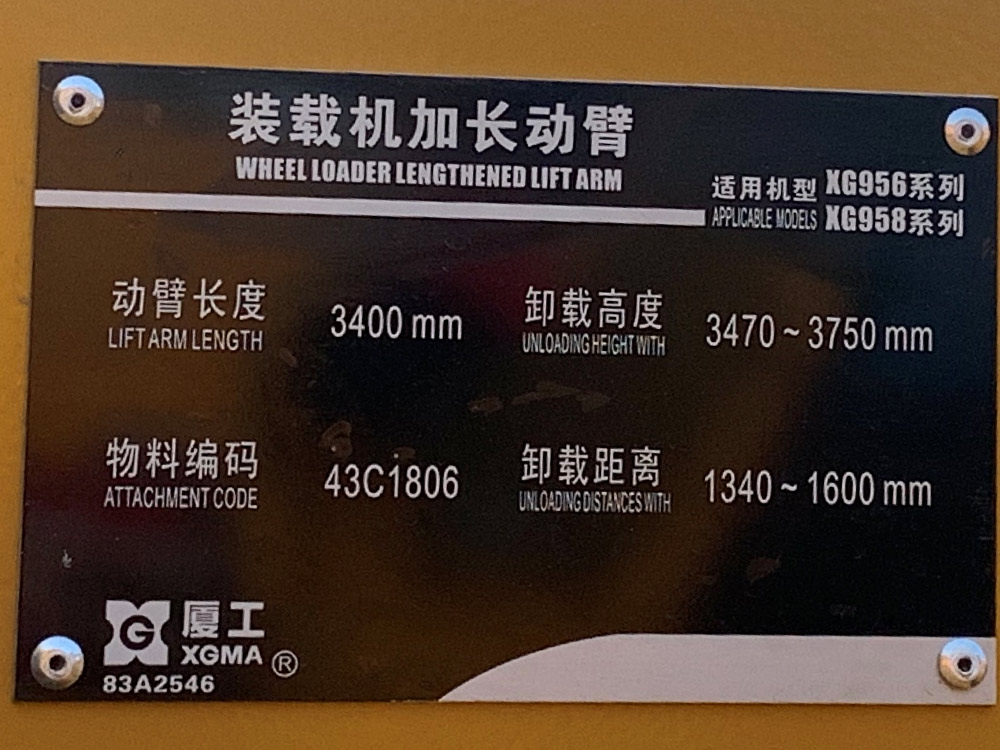 装载机加长动臂
WHEEL LOADER LENGTHENED LIFT ARM
适用机型 XG956系列
APPLICABLE MODELS XG958系列
动臂长度 3400 mm 卸载高度 3470 ~ 3750 mm
LIFT ARM LENGTH UNLOADING HEIGHT WITH
物料编码 43C1806 卸载距离 1340 ~ 1600 mm
ATTACHMENT CODE UNLOADING DISTANCES WITH
G 厦工
XGMA ®
83A2546